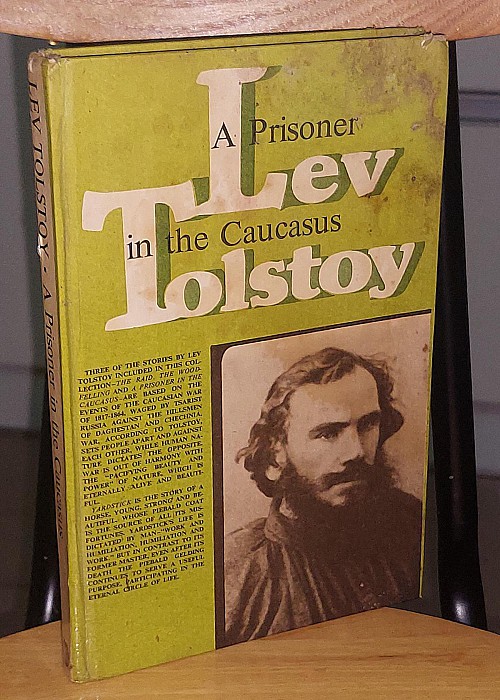 LEV TOLSTOY · A Prisoner in the Caucasus
A Prisoner
Lev
in the Caucasus
Tolstoy
THREE OF THE STORIES BY LEV
TOLSTOY INCLUDED IN THIS COL-
LECTION—THE RAID, THE WOOD-
FELLING AND A PRISONER IN THE
CAUCASUS—ARE BASED ON THE
EVENTS OF THE CAUCASIAN WAR
OF 1817-1864, WAGED BY TSARIST
RUSSIA AGAINST THE HILLSMEN
OF DAGHESTAN AND CHECHNIA.
WAR, ACCORDING TO TOLSTOY,
SETS PEOPLE APART AND AGAINST
EACH OTHER, WHILE HUMAN NA-
TURE DICTATES THE OPPOSITE.
WAR IS OUT OF HARMONY WITH
THE "PACIFYING BEAUTY AND
POWER" OF NATURE, WHICH IS
ETERNALLY ALIVE AND BEAUTI-
FUL.
YARDSTICK IS THE STORY OF A
HORSE, YOUNG, STRONG AND BE-
AUTIFUL, WHOSE PIEBALD COAT
IS THE SOURCE OF ALL ITS MIS-
FORTUNES. YARDSTICK'S LIFE IS
DICTATED BY MAN—"WORK AND
HUMILIATION, HUMILIATION AND
WORK." BUT IN CONTRAST TO ITS
FORMER MASTER, EVEN AFTER ITS
DEATH THE PIEBALD GELDING
CONTINUES TO SERVE A USEFUL
PURPOSE, PARTICIPATING IN THE
ETERNAL CIRCLE OF LIFE.